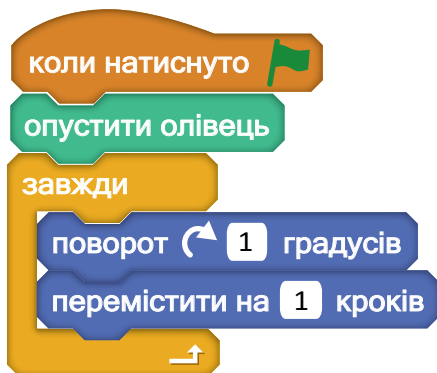 коли натиснуто
опустити олівець
завжди
поворот 1 градусів
перемістити на 1 кроків